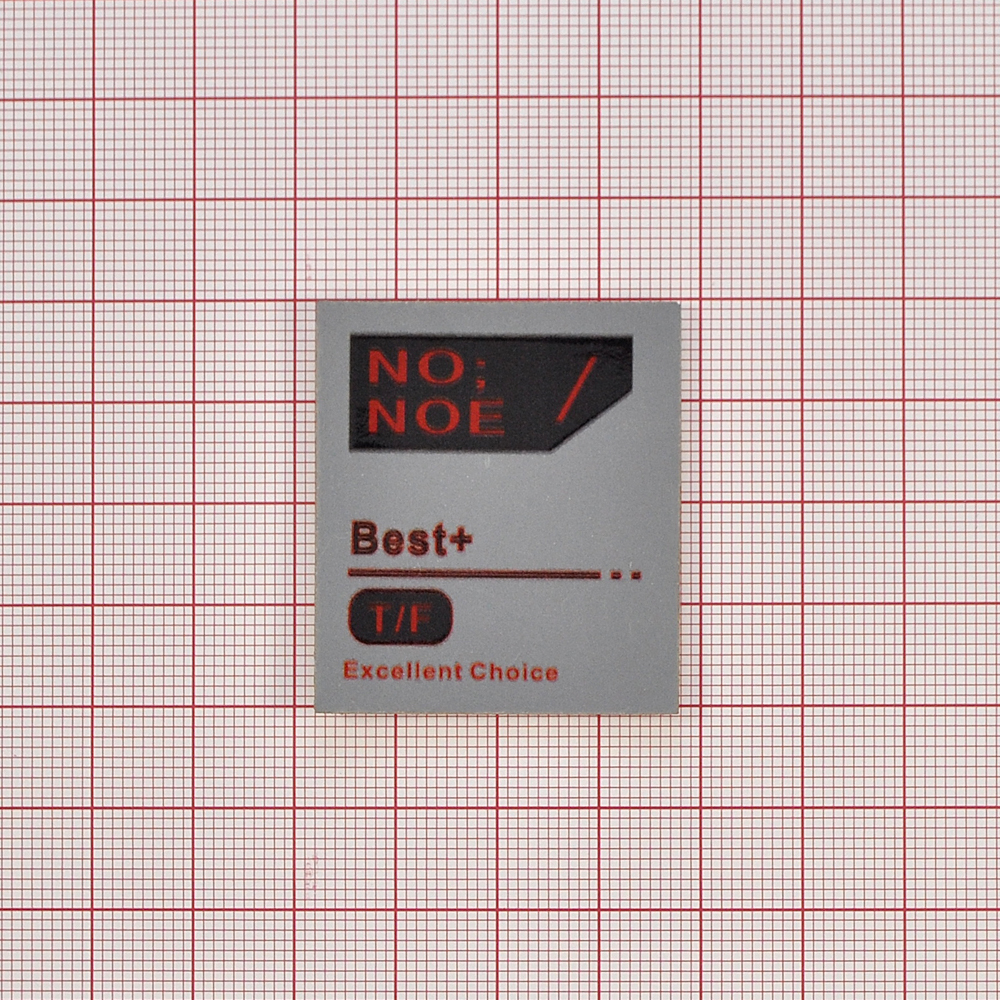 NO; /
NOE
Best+
T/F
Excellent Choice